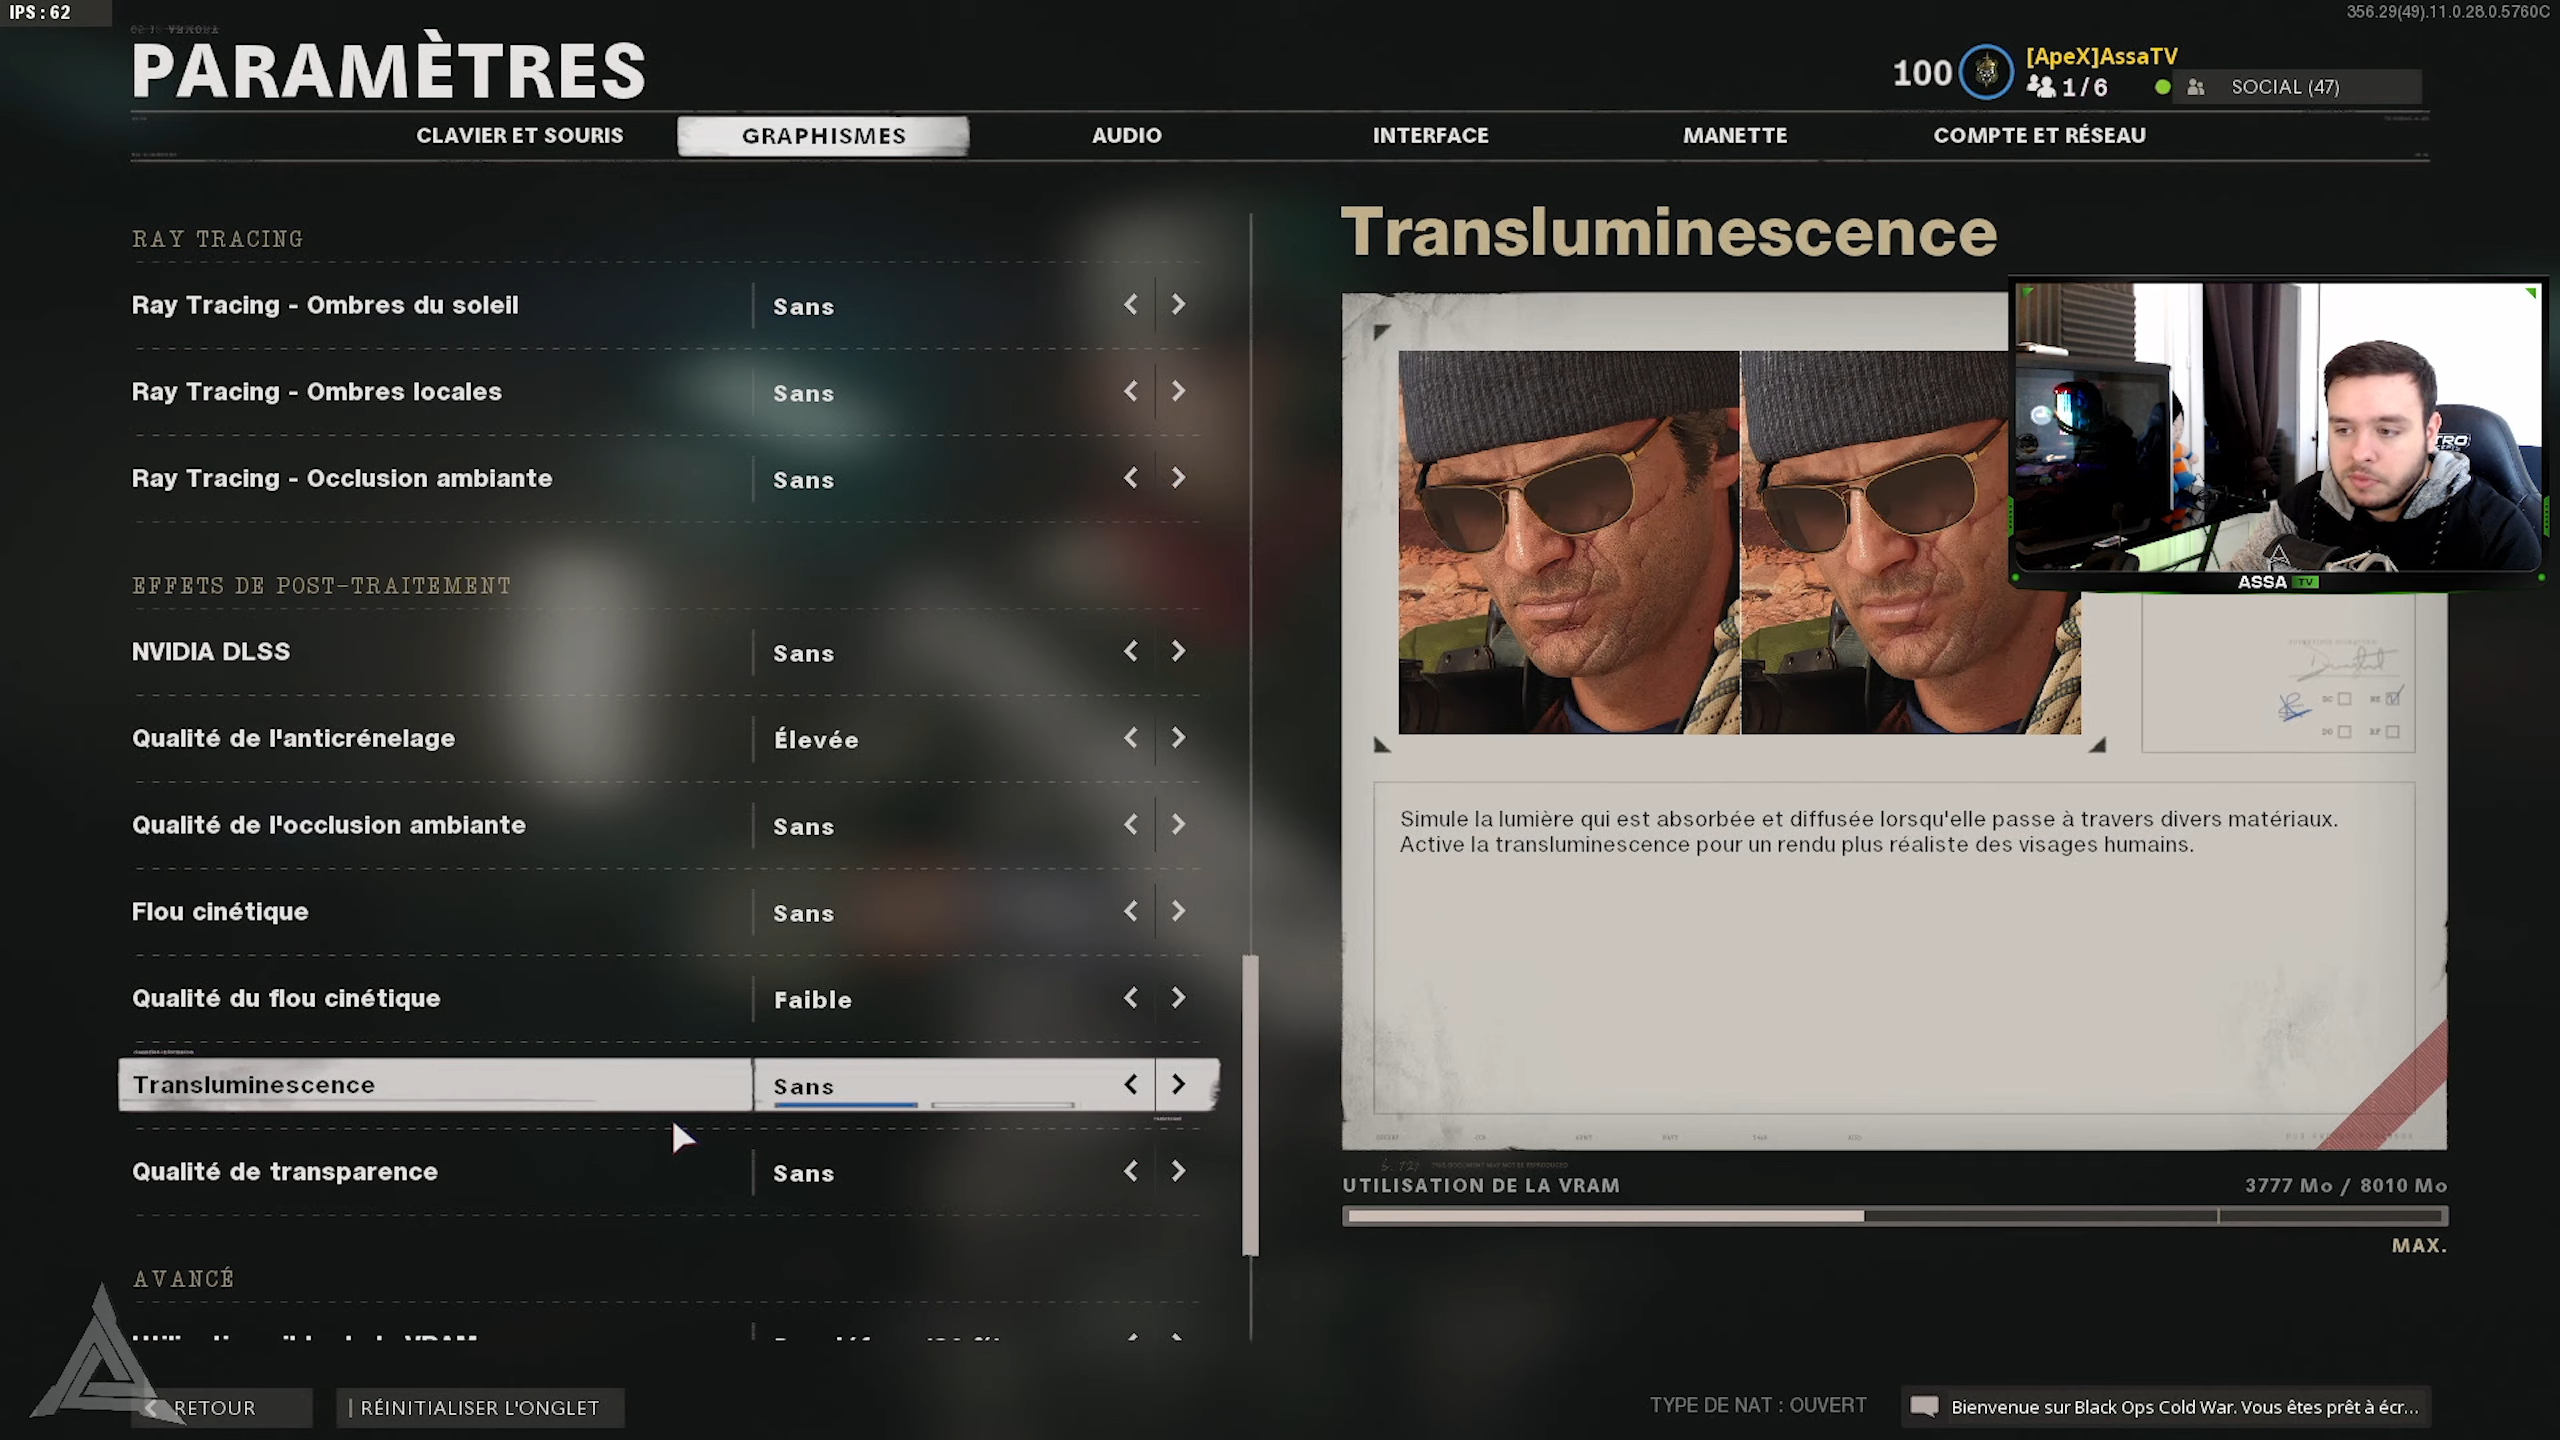 IPS : 62
356.29(49).11.0.28.0.5760C
PARAMÈTRES
100
[ApeX]AssaTV
1/6
SOCIAL (47)
CLAVIER ET SOURIS
GRAPHISMES
AUDIO
INTERFACE
MANETTE
COMPTE ET RÉSEAU
RAY TRACING
Ray Tracing - Ombres du soleil
Sans
Ray Tracing - Ombres locales
Sans
Ray Tracing - Occlusion ambiante
Sans
EFFETS DE POST-TRAITEMENT
NVIDIA DLSS
Sans
Qualité de l'anticrénelage
Élevée
Qualité de l'occlusion ambiante
Sans
Flou cinétique
Sans
Qualité du flou cinétique
Faible
Transluminescence
Sans
Qualité de transparence
Sans
AVANCÉ
RETOUR
RÉINITIALISER L'ONGLET
Transluminescence
ASSA TV
Simule la lumière qui est absorbée et diffusée lorsqu'elle passe à travers divers matériaux.
Active la transluminescence pour un rendu plus réaliste des visages humains.
UTILISATION DE LA VRAM
3777 Mo / 8010 Mo
MAX.
TYPE DE NAT : OUVERT
Bienvenue sur Black Ops Cold War. Vous êtes prêt à écr...